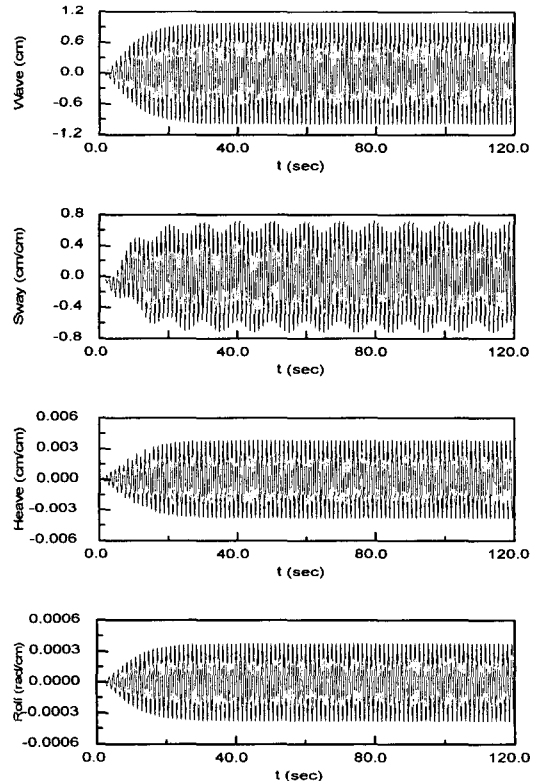 Wave (cm)
1.2
0.6
0.0
-0.6
-1.2
0.0 40.0 80.0 120.0
t (sec)
Sway (cm/cm)
0.8
0.4
0.0
-0.4
-0.8
0.0 40.0 80.0 120.0
t (sec)
Heave (cm/cm)
0.006
0.003
0.000
-0.003
-0.006
0.0 40.0 80.0 120.0
t (sec)
Roll (rad/cm)
0.0006
0.0003
0.0000
-0.0003
-0.0006
0.0 40.0 80.0 120.0
t (sec)